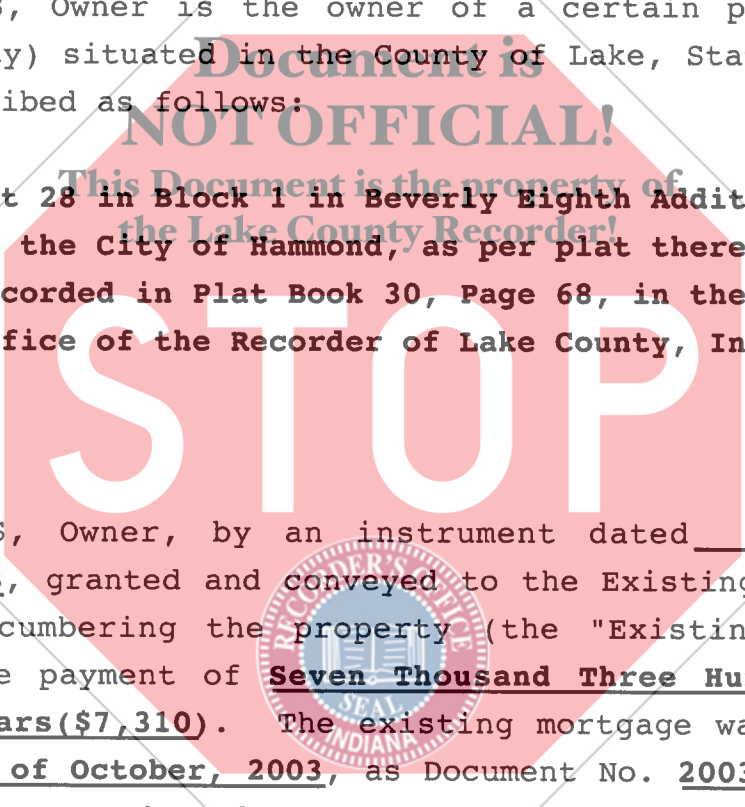 S, Owner is the owner of a certain p
y) situated in the County of Lake, Sta
ibed as follows:
Document is
NOT OFFICIAL!
This Document is the property of
the Lake County Recorder!
t 28 in Block 1 in Beverly Eighth Addit
the City of Hammond, as per plat there
corded in Plat Book 30, Page 68, in the
fice of the Recorder of Lake County, In
STOP
S, Owner, by an instrument dated
, granted and conveyed to the Existing
cumbering the property (the "Existin
e payment of Seven Thousand Three Hu
ars($7,310). The existing mortgage wa
of October, 2003, as Document No. 2003
RECORDER'S OFFICE
SEAL
INDIANA